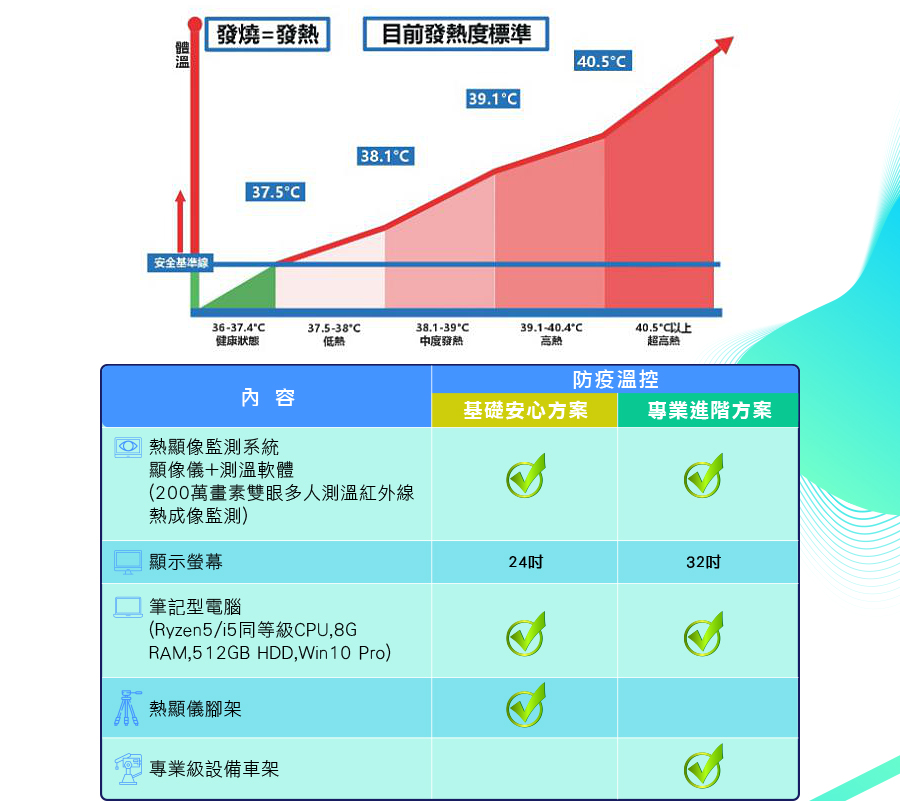 發燒=發熱
目前發熱度標準
體溫
40.5°C
39.1°C
38.1°C
37.5°C
安全基準線
36-37.4°C
健康狀態
37.5-38°C
低熱
38.1-39°C
中度發熱
39.1-40.4°C
高熱
40.5°C以上
超高熱
內 容
防疫溫控
基礎安心方案
專業進階方案
熱顯像監測系統
顯像儀+測溫軟體
(200萬畫素雙眼多人測溫紅外線
熱成像監測)
顯示螢幕
24吋
32吋
筆記型電腦
(Ryzen5/i5同等級CPU,8G
RAM,512GB HDD,Win10 Pro)
熱顯儀腳架
專業級設備車架